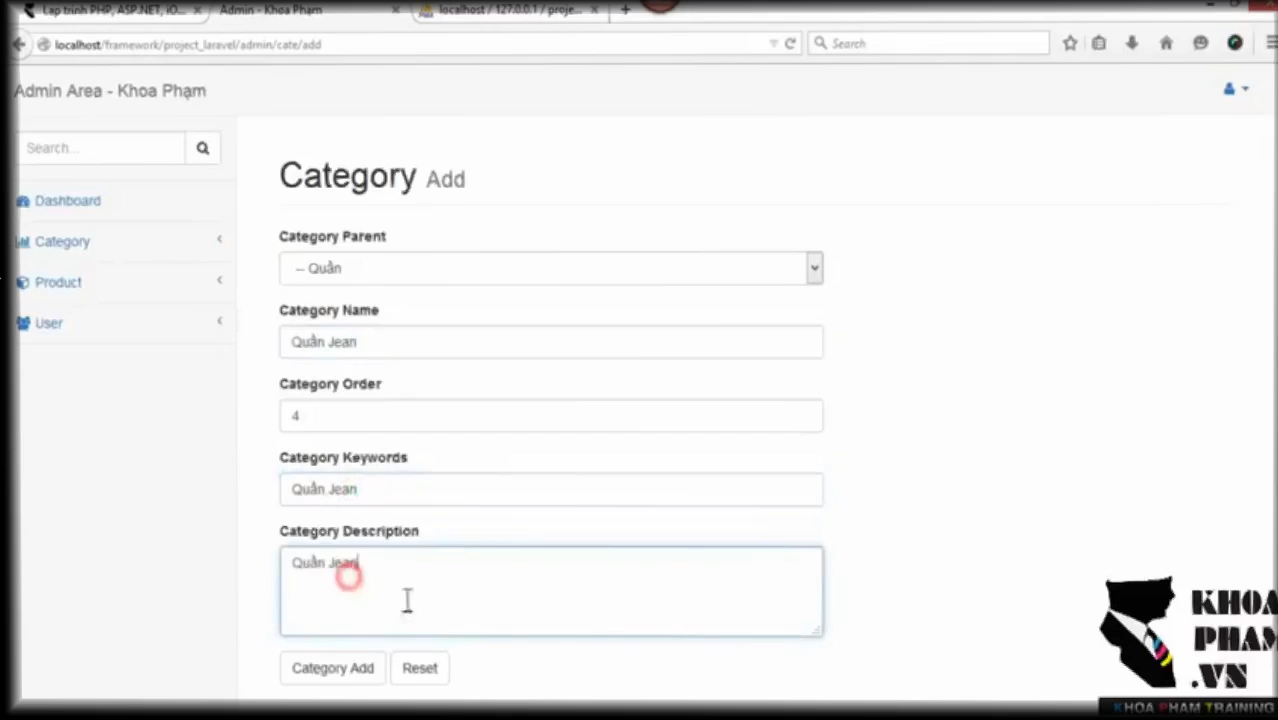 Lap trinh PHP, ASP.NET, iO...
Admin - Khoa Phạm
localhost / 127.0.0.1 / proje...
localhost/framework/project_laravel/admin/cate/add
Search
Admin Area - Khoa Phạm
Search...
Dashboard
Category
Product
User
Category Add
Category Parent
-- Quần
Category Name
Quần Jean
Category Order
4
Category Keywords
Quần Jean
Category Description
Quần Jean
Category Add
Reset
KHOA
PHAM
.VN
KHOA PHAM TRAINING